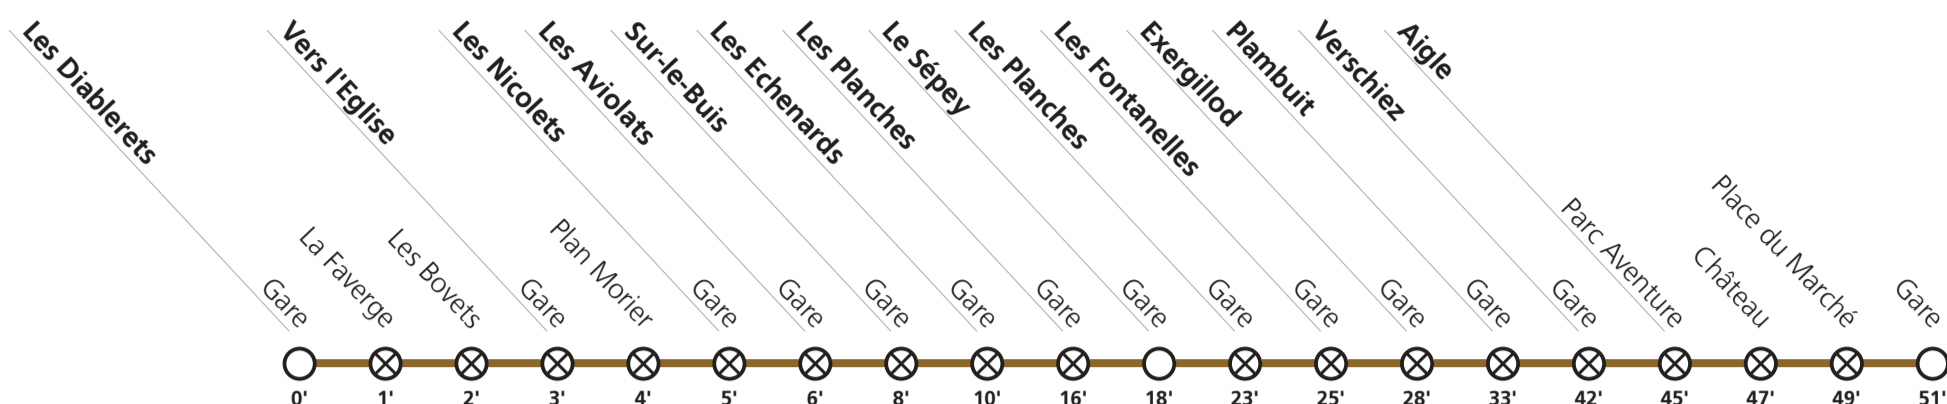 Les Diablerets
Vers l'Eglise
Les Nicolets
Les Aviolats
Sur-le-Buis
Les Echenards
Les Planches
Le Sépey
Les Planches
Les Fontanelles
Exergillod
Plambuit
Verschiez
Aigle
Gare
La Faverge
Les Bovets
Gare
Plan Morier
Gare
Gare
Gare
Gare
Gare
Gare
Gare
Gare
Gare
Gare
Gare
Parc Aventure
Château
Place du Marché
Gare
0' 1' 2' 3' 4' 5' 6' 8' 10' 16' 18' 23' 25' 28' 33' 42' 45' 47' 49' 51'